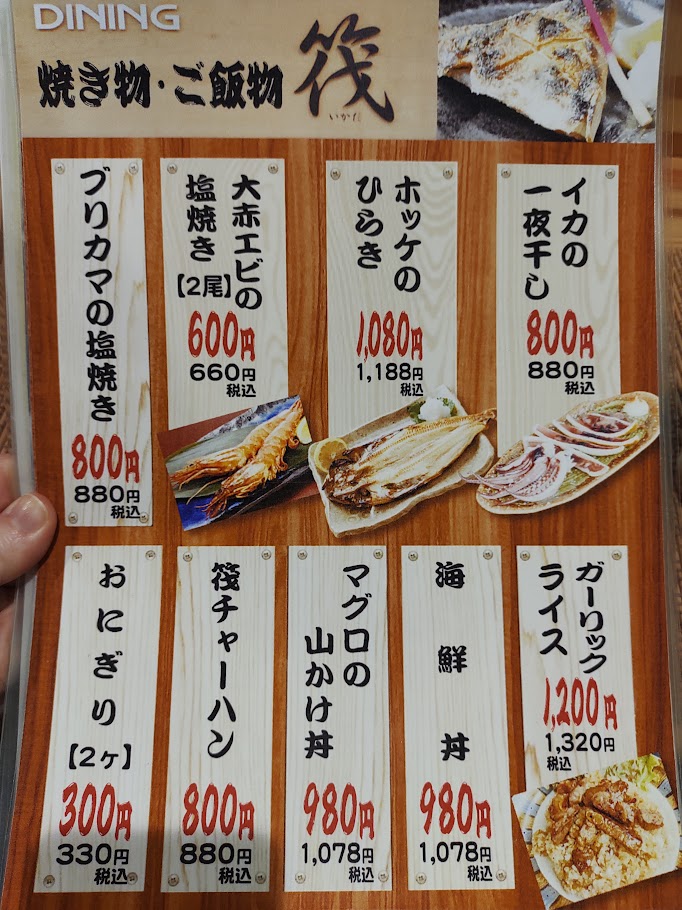 DINING
焼き物・ご飯物
筏
いかだ
イカの
一夜干し
800円
880円
税込
ホッケの
ひらき
1,080円
1,188円
税込
大赤エビの
塩焼き
【2尾】
600円
660円
税込
ブリカマの塩焼き
800円
880円
税込
ガーリック
ライス
1,200円
1,320円
税込
海鮮丼
980円
1,078円
税込
マグロの
山かけ丼
980円
1,078円
税込
筏チャーハン
800円
880円
税込
おにぎり
【2ヶ】
300円
330円
税込